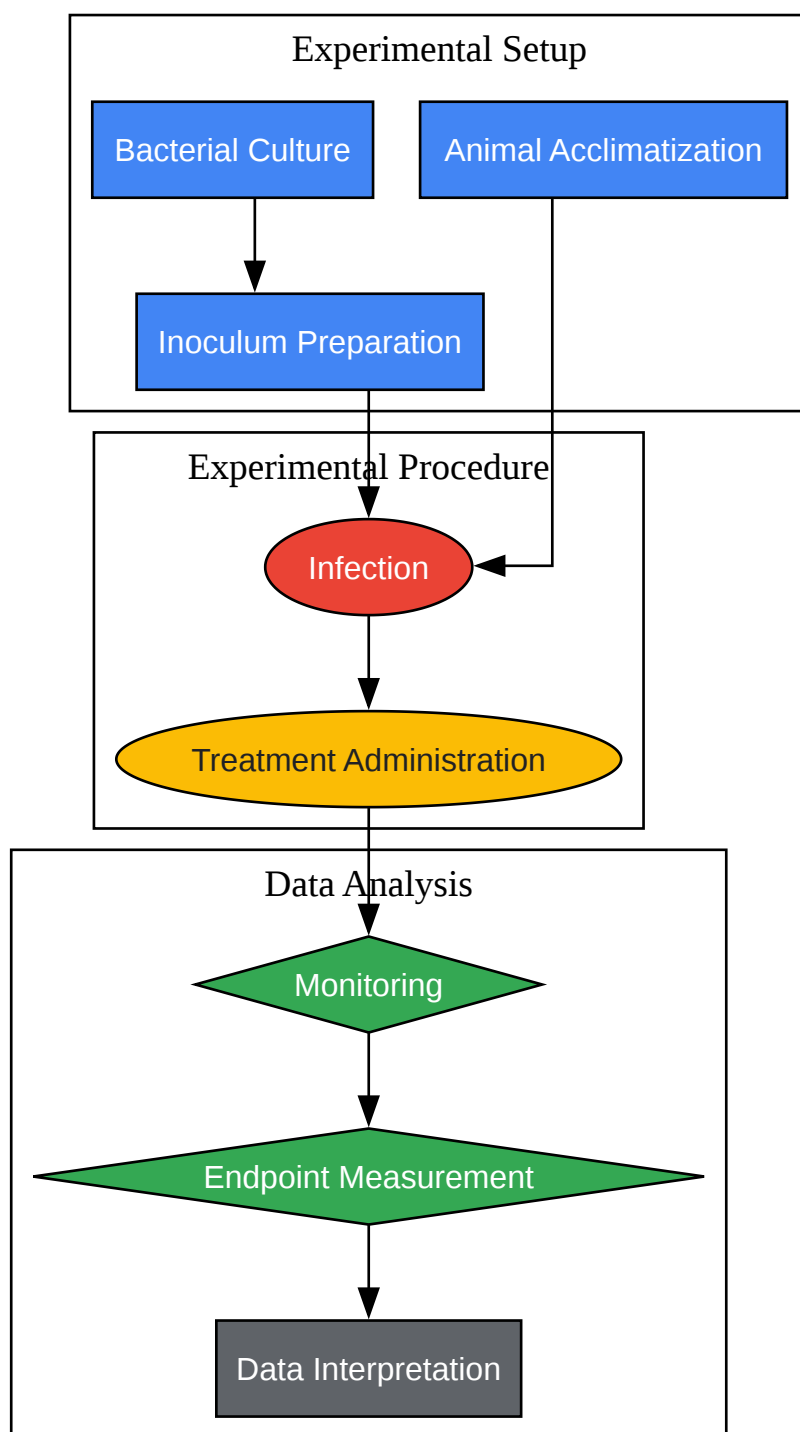 Experimental Setup
Bacterial Culture
Animal Acclimatization
Inoculum Preparation
Experimental Procedure
Infection
Treatment Administration
Data Analysis
Monitoring
Endpoint Measurement
Data Interpretation